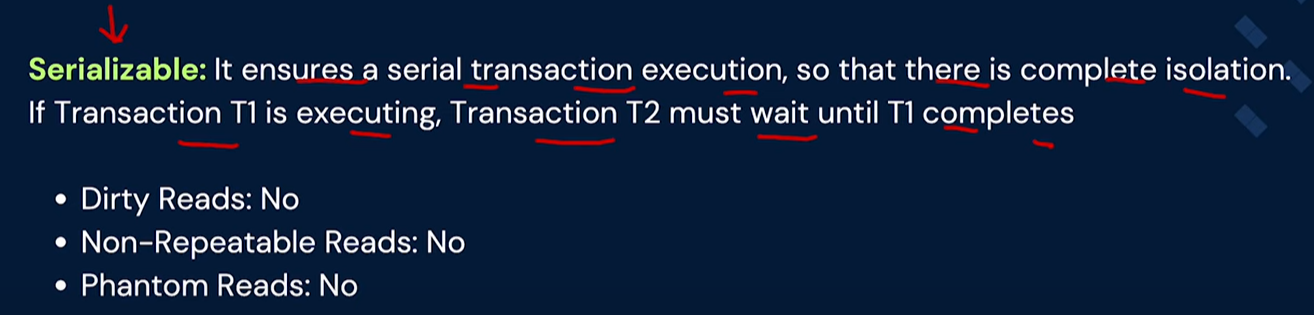 Serializable: It ensures a serial transaction execution, so that there is complete isolation.
If Transaction T1 is executing, Transaction T2 must wait until T1 completes
• Dirty Reads: No
• Non-Repeatable Reads: No
• Phantom Reads: No